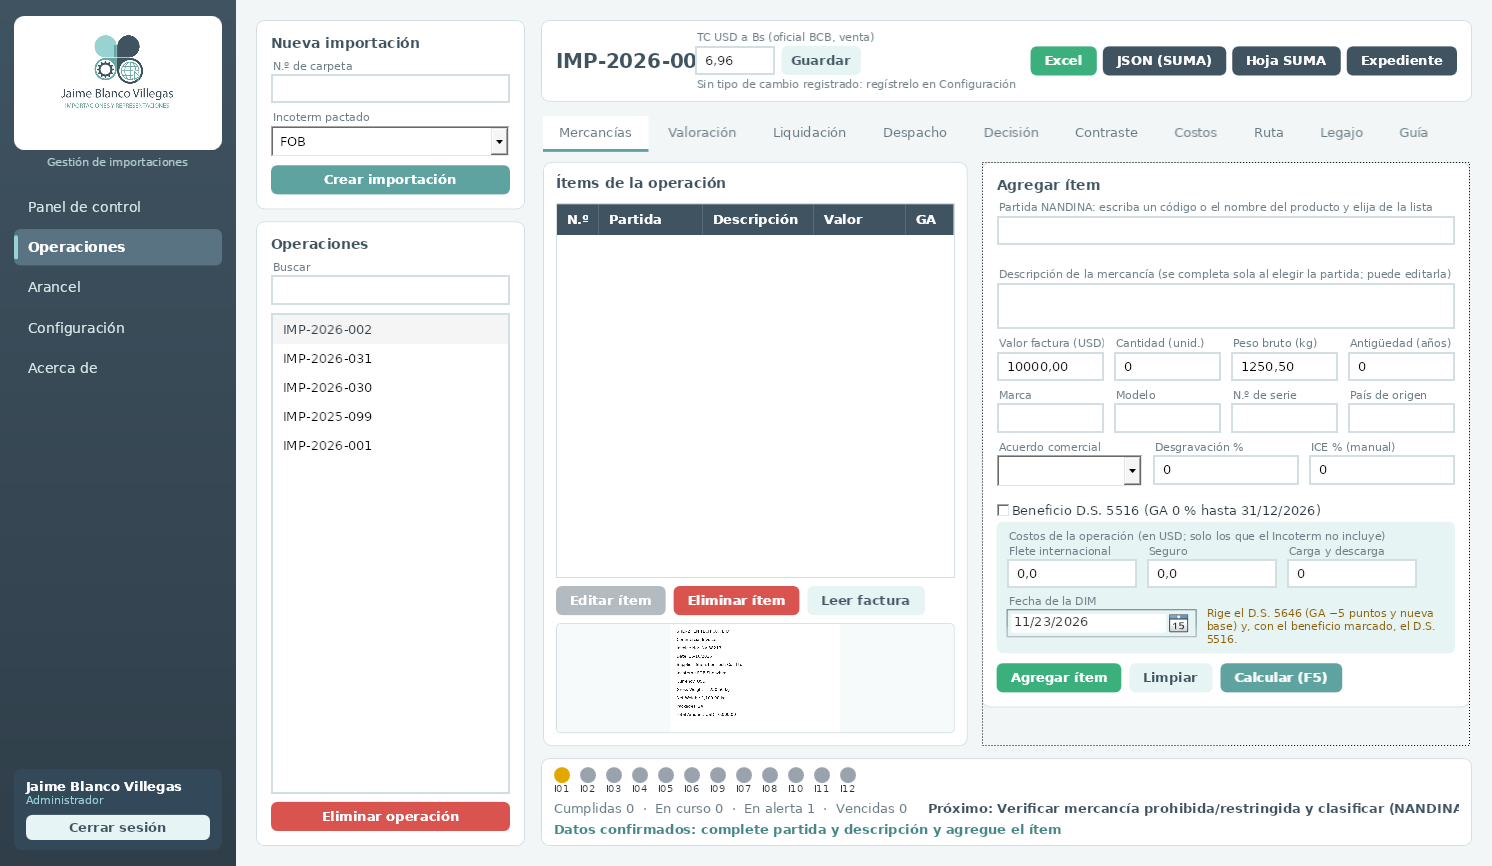 Jaime Blanco Villegas
IMPORTACIONES Y REPRESENTACIONES
Gestión de importaciones
Panel de control
Operaciones
Arancel
Configuración
Acerca de
Jaime Blanco Villegas
Administrador
Cerrar sesión
Nueva importación
N.º de carpeta
Incoterm pactado
FOB
Crear importación
Operaciones
Buscar
IMP-2026-002
IMP-2026-031
IMP-2026-030
IMP-2025-099
IMP-2026-001
Eliminar operación
IMP-2026-00
TC USD a Bs (oficial BCB, venta)
6,96
Guardar
Sin tipo de cambio registrado: regístrelo en Configuración
Excel
JSON (SUMA)
Hoja SUMA
Expediente
Mercancías
Valoración
Liquidación
Despacho
Decisión
Contraste
Costos
Ruta
Legajo
Guía
Ítems de la operación
N.º
Partida
Descripción
Valor
GA
Editar ítem
Eliminar ítem
Leer factura
Agregar ítem
Partida NANDINA: escriba un código o el nombre del producto y elija de la lista
Descripción de la mercancía (se completa sola al elegir la partida; puede editarla)
Valor factura (USD)
Cantidad (unid.)
Peso bruto (kg)
Antigüedad (años)
10000,00
0
1250,50
0
Marca
Modelo
N.º de serie
País de origen
Acuerdo comercial
Desgravación %
ICE % (manual)
0
0
Beneficio D.S. 5516 (GA 0 % hasta 31/12/2026)
Costos de la operación (en USD; solo los que el Incoterm no incluye)
Flete internacional
Seguro
Carga y descarga
0,0
0,0
0
Fecha de la DIM
11/23/2026
15
Rige el D.S. 5646 (GA −5 puntos y nueva
base) y, con el beneficio marcado, el D.S.
5516.
Agregar ítem
Limpiar
Calcular (F5)
I01
I02
I03
I04
I05
I06
I09
I07
I08
I10
I11
I12
Cumplidas 0 · En curso 0 · En alerta 1 · Vencidas 0
Próximo: Verificar mercancía prohibida/restringida y clasificar (NANDINA
Datos confirmados: complete partida y descripción y agregue el ítem